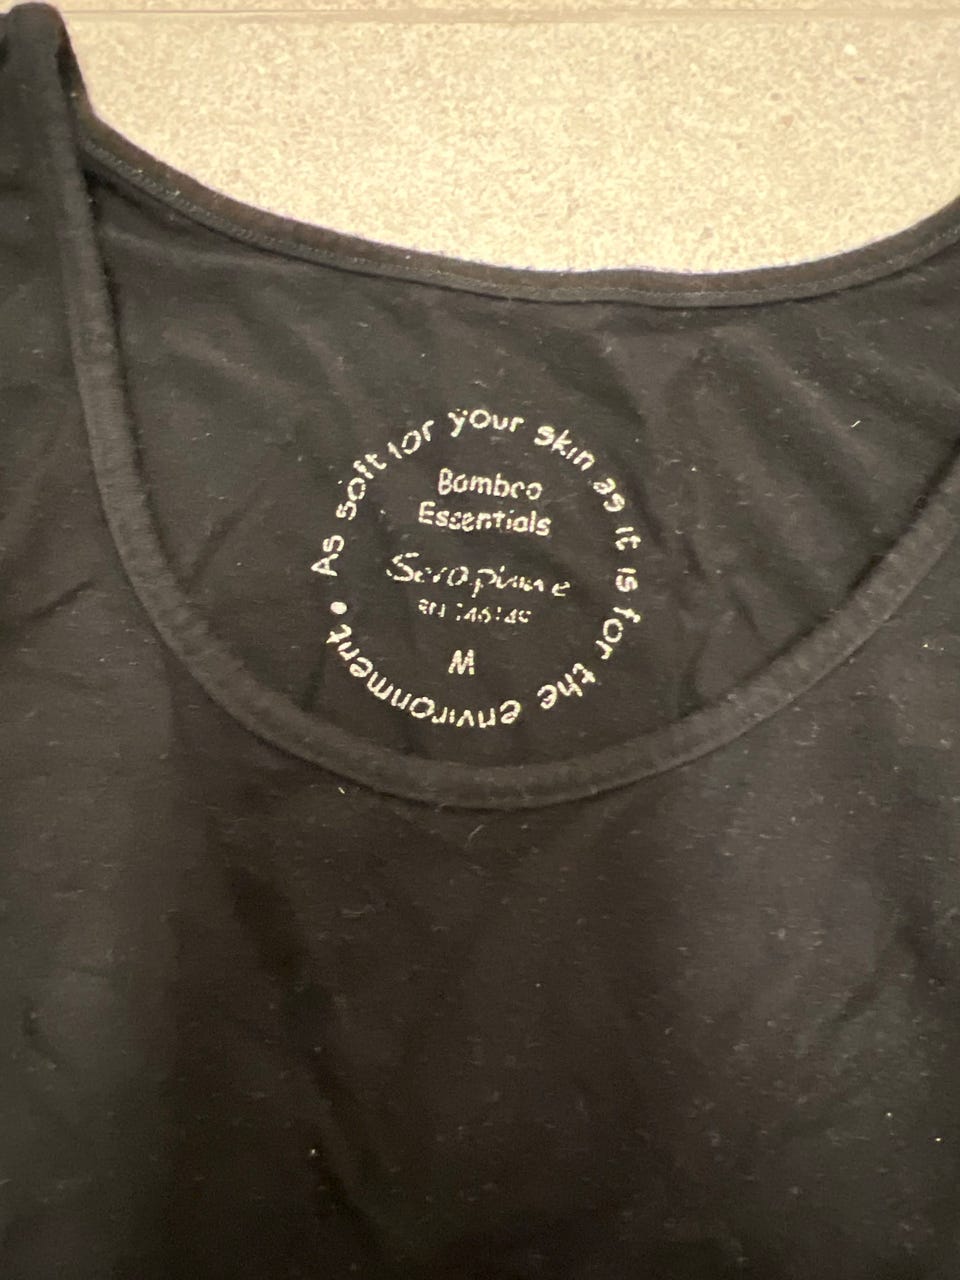 As soft for your skin as it is for the environment •
Bamboo
Essentials
Seraphine
M